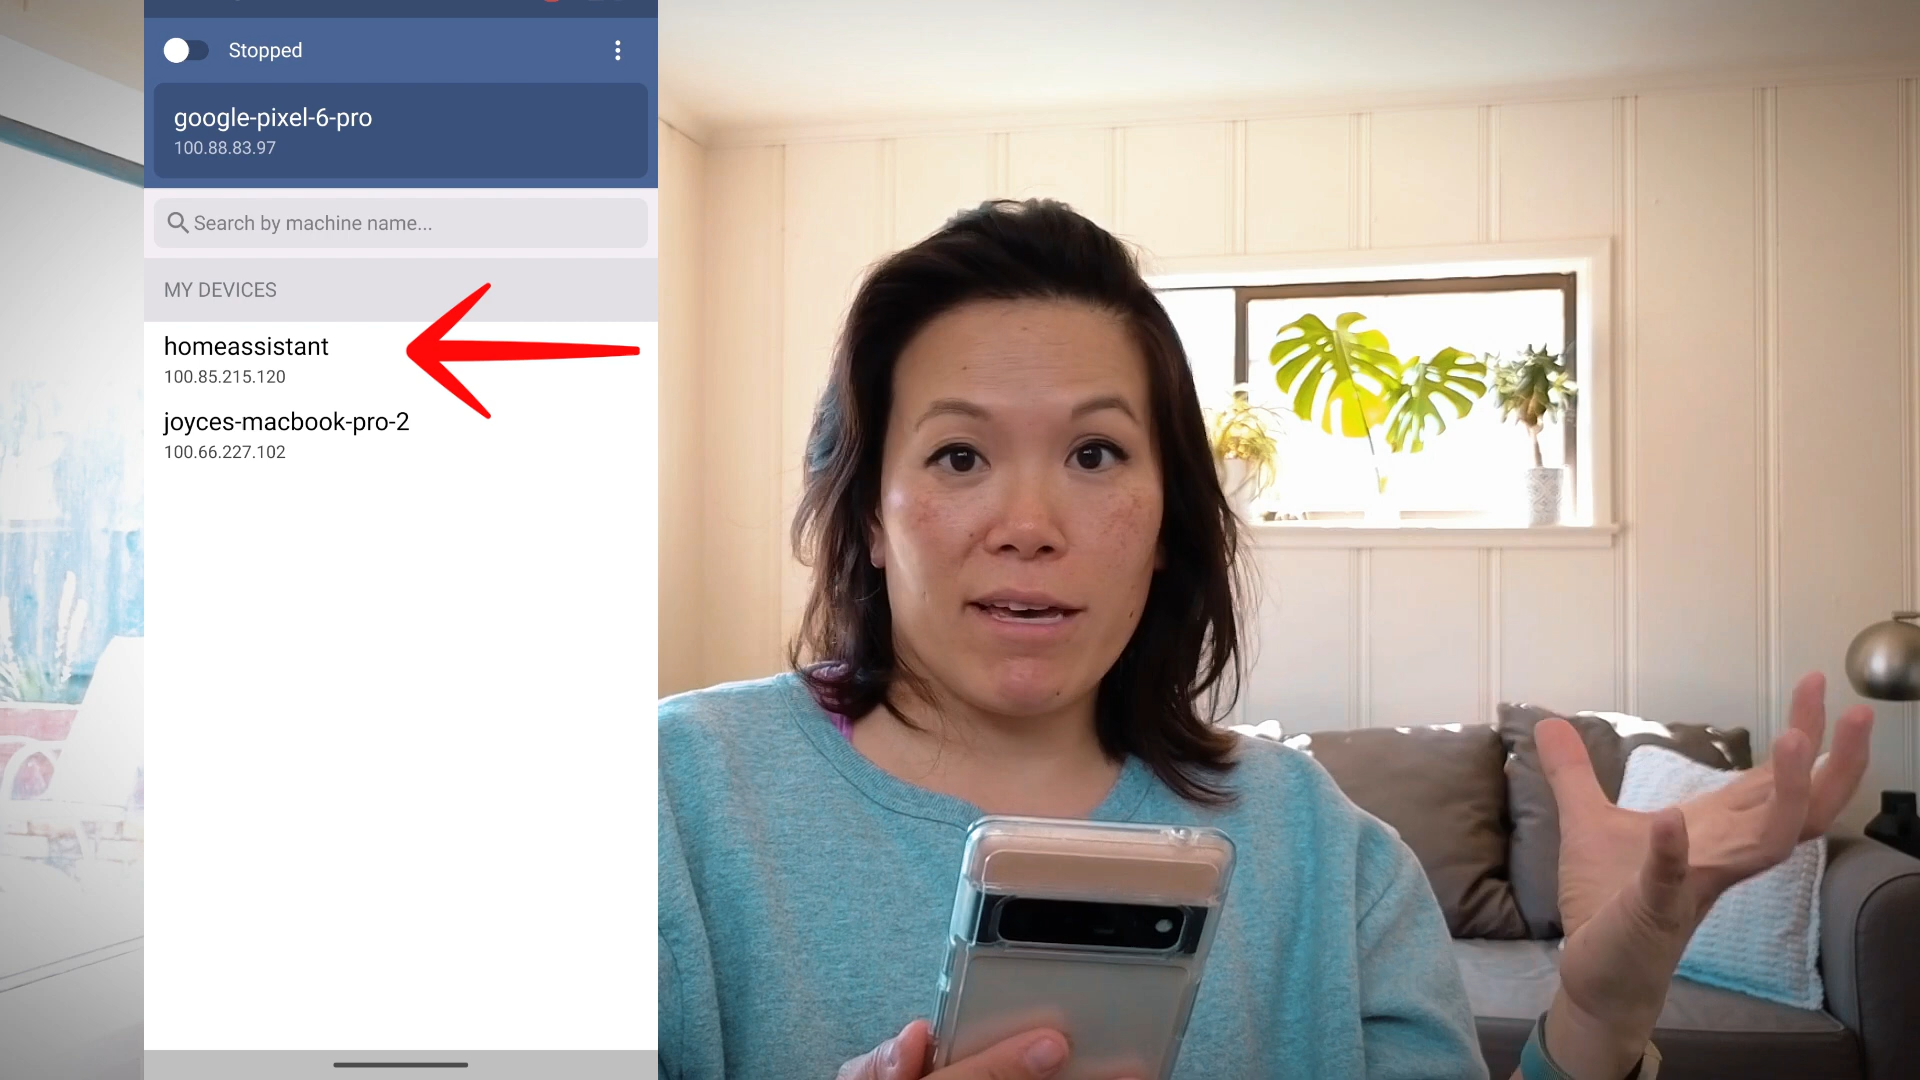 Stopped
google-pixel-6-pro
100.88.83.97
Search by machine name...
MY DEVICES
homeassistant
100.85.215.120
joyces-macbook-pro-2
100.66.227.102